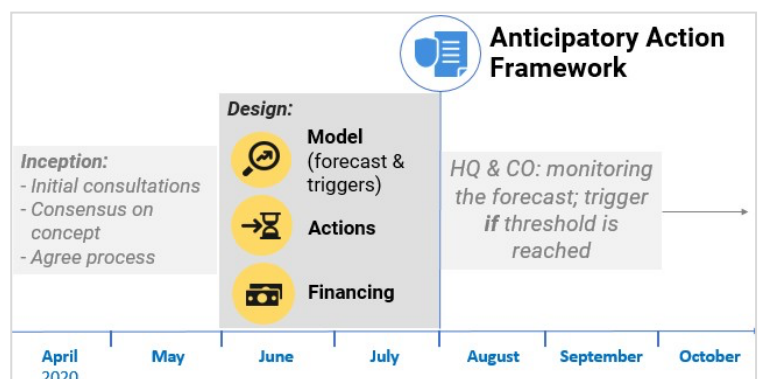 Anticipatory Action
Framework
Design:
Model
(forecast &
triggers)
Actions
Financing
Inception:
- Initial consultations
- Consensus on
concept
- Agree process
HQ & CO: monitoring
the forecast; trigger
if threshold is
reached
April
2020
May
June
July
August
September
October